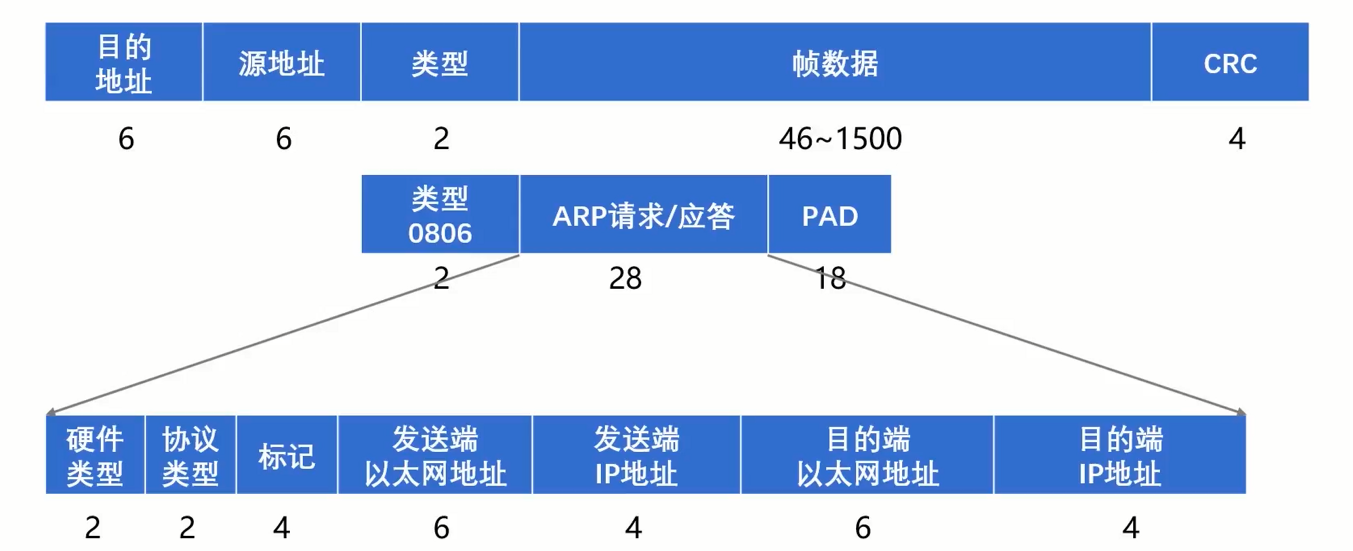 目的
地址
源地址
类型
帧数据
CRC
6
6
2
46~1500
4
类型
0806
ARP请求/应答
PAD
2
28
18
硬件
类型
协议
类型
标记
发送端
以太网地址
发送端
IP地址
目的端
以太网地址
目的端
IP地址
2
2
4
6
4
6
4